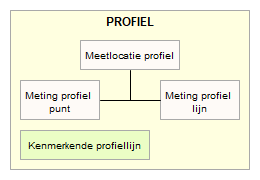 PROFIEL
Meetlocatie profiel
Meting profiel
punt
Meting profiel
lijn
Kenmerkende profiellijn